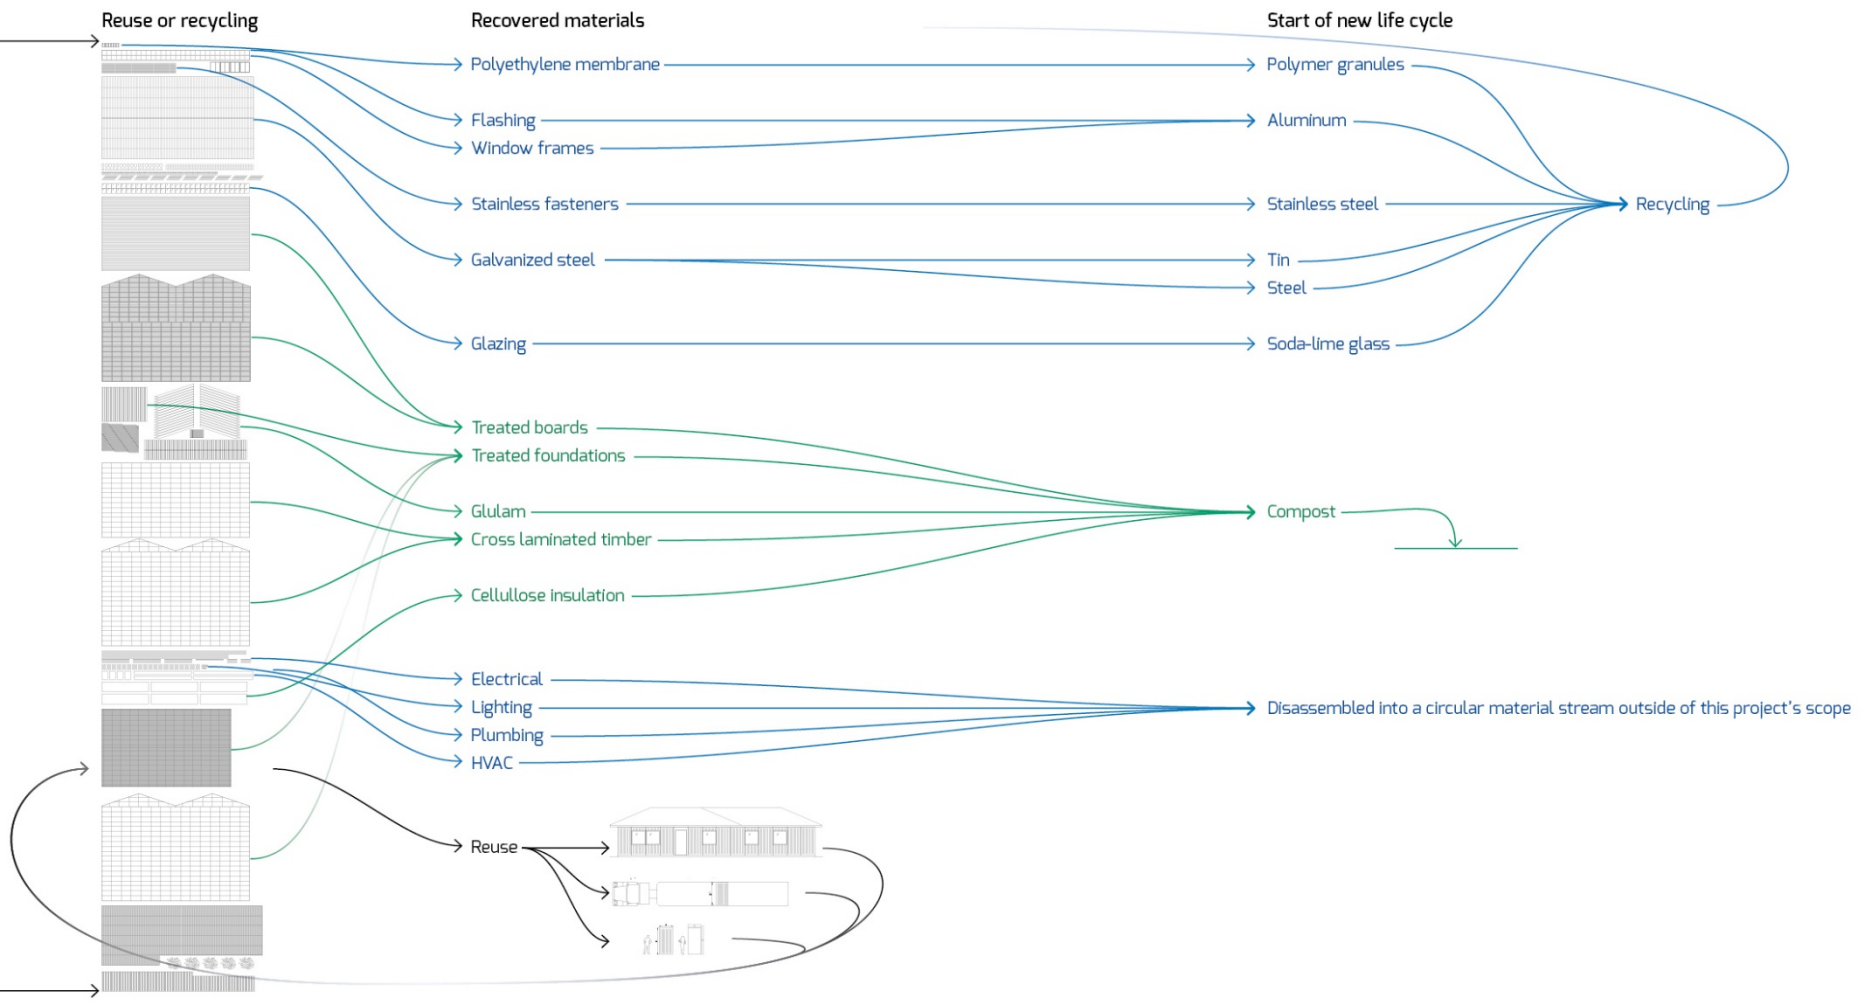 Reuse or recycling
Recovered materials
Start of new life cycle
Polyethylene membrane
Polymer granules
Flashing
Aluminum
Window frames
Stainless fasteners
Stainless steel
Recycling
Galvanized steel
Tin
Steel
Glazing
Soda-lime glass
Treated boards
Treated foundations
Glulam
Compost
Cross laminated timber
Cellullose insulation
Electrical
Lighting
Disassembled into a circular material stream outside of this project's scope
Plumbing
HVAC
Reuse